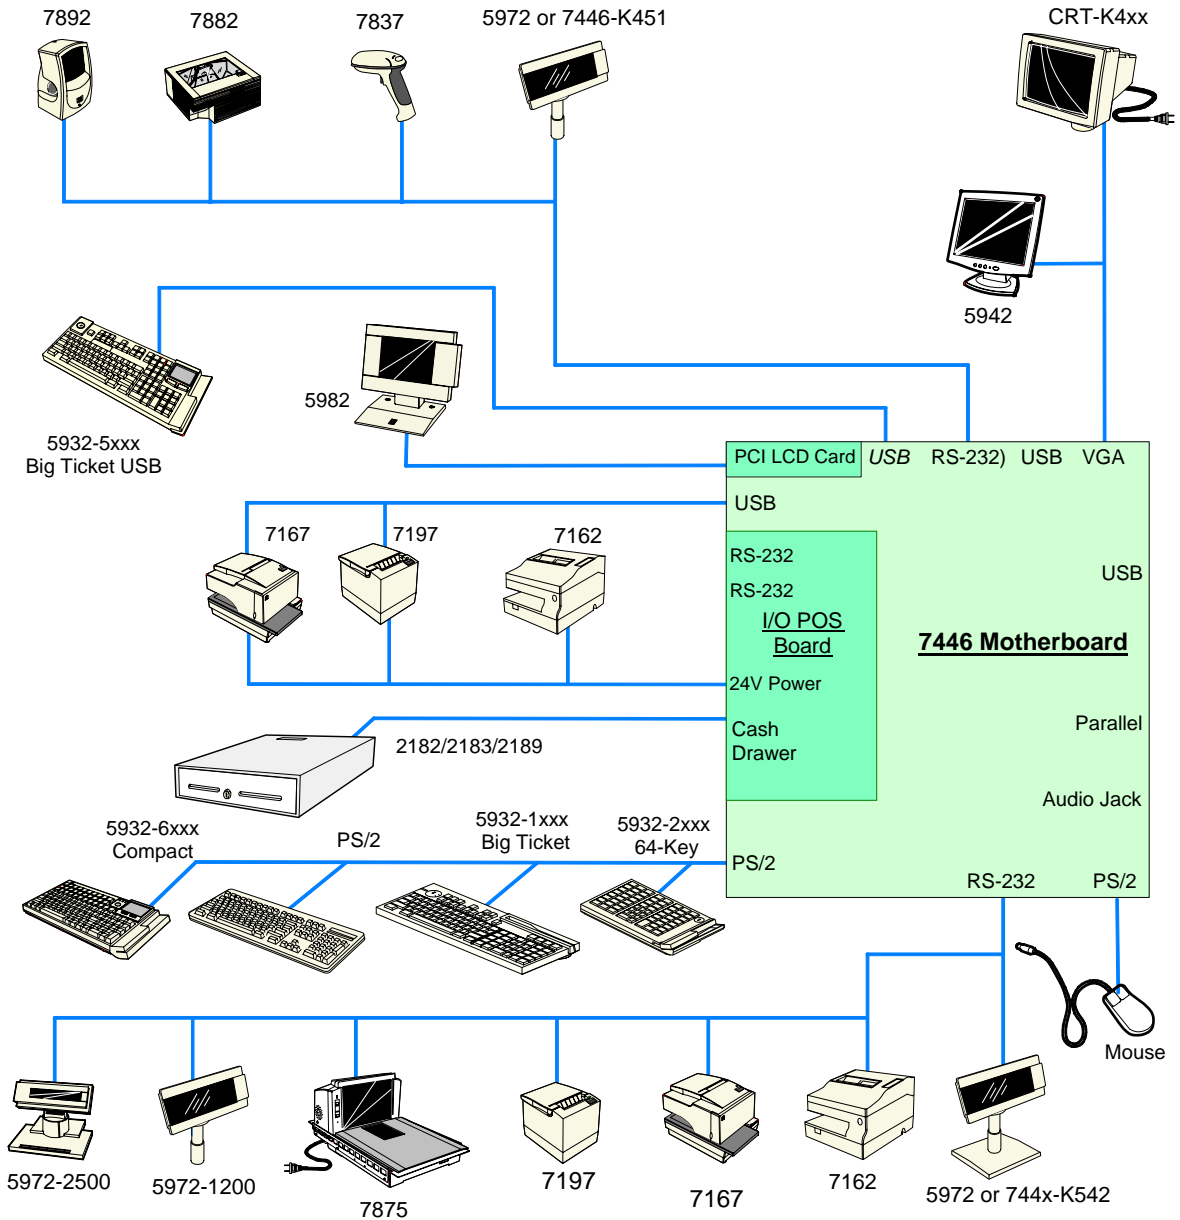 7892
7882
7837
5972 or 7446-K451
CRT-K4xx
5942
5932-5xxx
Big Ticket USB
5982
PCI LCD Card
USB
RS-232)
USB
VGA
USB
7167
7197
7162
RS-232
RS-232
I/O POS
Board
24V Power
Cash
Drawer
USB
7446 Motherboard
Parallel
Audio Jack
2182/2183/2189
5932-6xxx
Compact
PS/2
5932-1xxx
Big Ticket
5932-2xxx
64-Key
PS/2
RS-232
PS/2
Mouse
5972-2500
5972-1200
7875
7197
7167
7162
5972 or 744x-K542